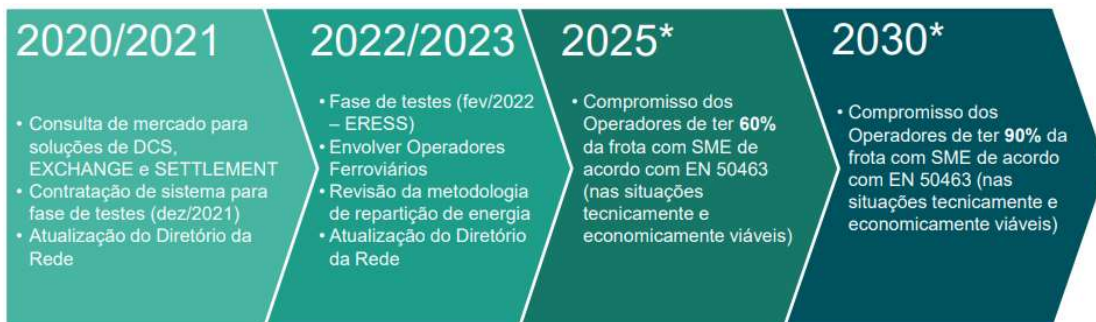 2020/2021
• Consulta de mercado para
soluções de DCS,
EXCHANGE e SETTLEMENT
• Contratação de sistema para
fase de testes (dez/2021)
• Atualização do Diretório da
Rede
2022/2023
• Fase de testes (fev/2022
– ERESS)
• Envolver Operadores
Ferroviários
• Revisão da metodologia
de repartição de energia
• Atualização do Diretório
da Rede
2025*
• Compromisso dos
Operadores de ter 60%
da frota com SME de
acordo com EN 50463
(nas situações
tecnicamente e
economicamente viáveis)
2030*
• Compromisso dos
Operadores de ter 90% da
frota com SME de acordo
com EN 50463 (nas
situações tecnicamente e
economicamente viáveis)